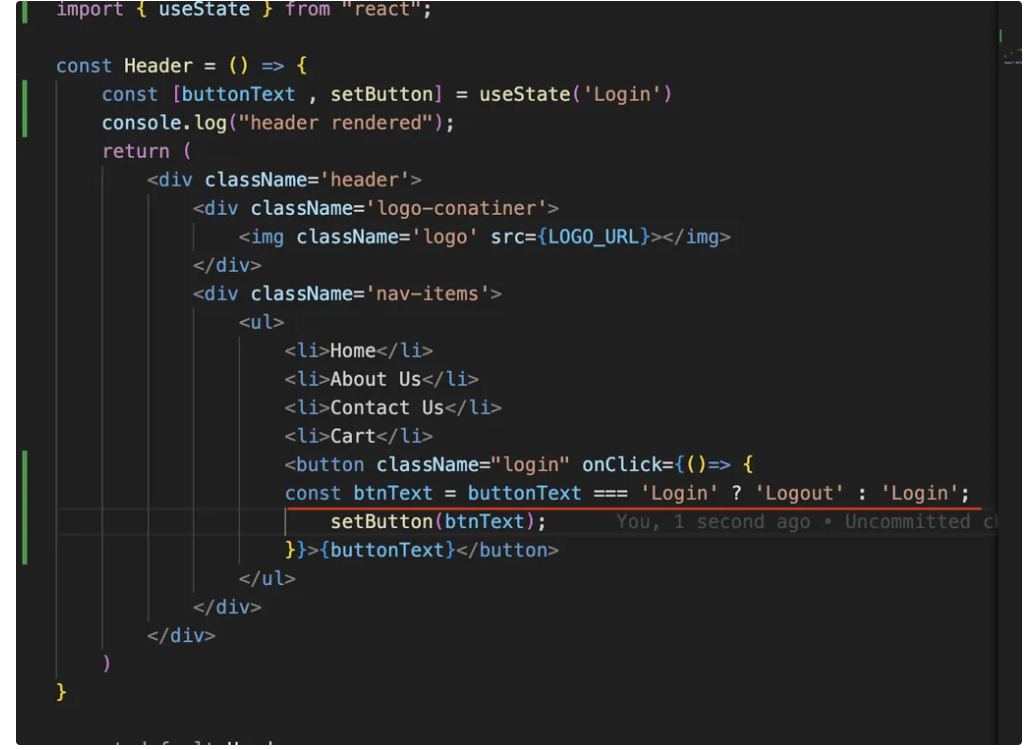 import { useState } from "react";
const Header = () => {
const [buttonText , setButton] = useState('Login')
console.log("header rendered");
return (
<div className='header'>
<div className='logo-conatiner'>
<img className='logo' src={LOGO_URL}></img>
</div>
<div className='nav-items'>
<ul>
<li>Home</li>
<li>About Us</li>
<li>Contact Us</li>
<li>Cart</li>
<button className="login" onClick={()=> {
const btnText = buttonText === 'Login' ? 'Logout' : 'Login';
setButton(btnText); You, 1 second ago • Uncommitted
}}>{buttonText}</button>
</ul>
</div>
</div>
)
}